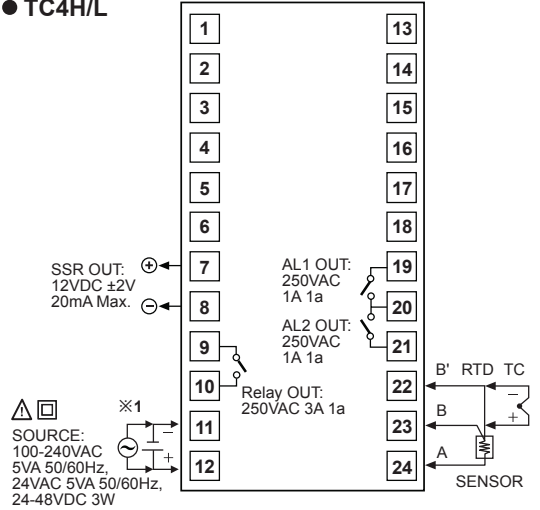 ● TC4H/L
1
13
2
14
3
15
4
16
5
17
6
18
SSR OUT:
12VDC ±2V
20mA Max.
⊕
7
⊖
8
AL1 OUT:
250VAC
1A 1a
19
20
AL2 OUT:
250VAC
1A 1a
21
9
10
Relay OUT:
250VAC 3A 1a
B' RTD TC
22
−
+
B
23
A
24
SENSOR
※1
11
−
12
+
SOURCE:
100-240VAC
5VA 50/60Hz,
24VAC 5VA 50/60Hz,
24-48VDC 3W